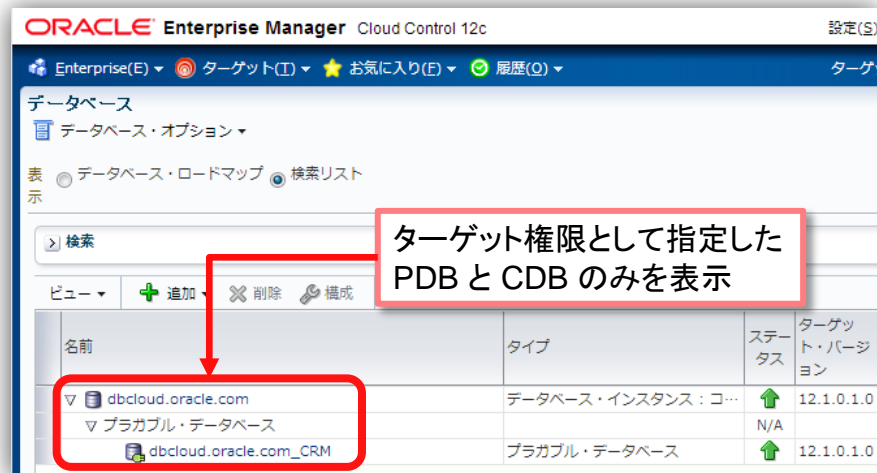 ORACLE Enterprise Manager Cloud Control 12c 設定(S)
Enterprise(E) ターゲット(T) お気に入り(F) 履歴(O) ターゲッ
データベース
データベース・オプション
表示 データベース・ロードマップ 検索リスト
検索
ターゲット権限として指定した
PDB と CDB のみを表示
ビュー 追加 削除 構成
名前 タイプ ステータス ターゲット・バージョン
dbcloud.oracle.com データベース・インスタンス : コ… 12.1.0.1.0
プラガブル・データベース N/A
dbcloud.oracle.com_CRM プラガブル・データベース 12.1.0.1.0